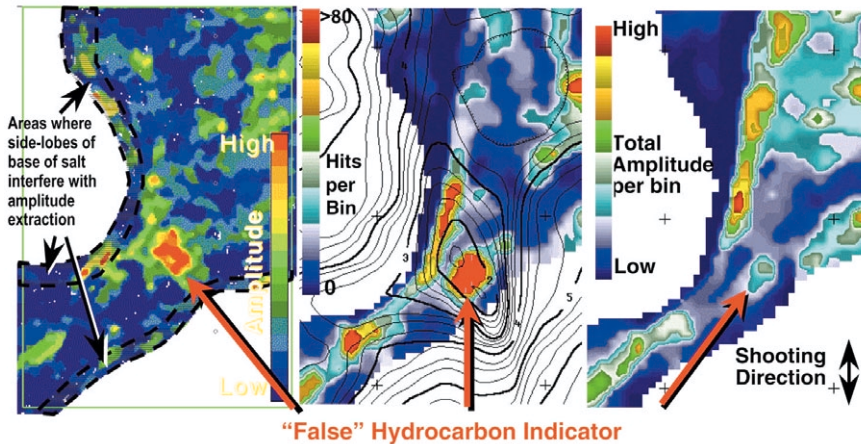 Areas where
side-lobes of
base of salt
interfere with
amplitude
extraction
High
Amplitude
Low
>80
Hits
per
Bin
0
3
2
5
High
Total
Amplitude
per bin
Low
Shooting
Direction
"False" Hydrocarbon Indicator